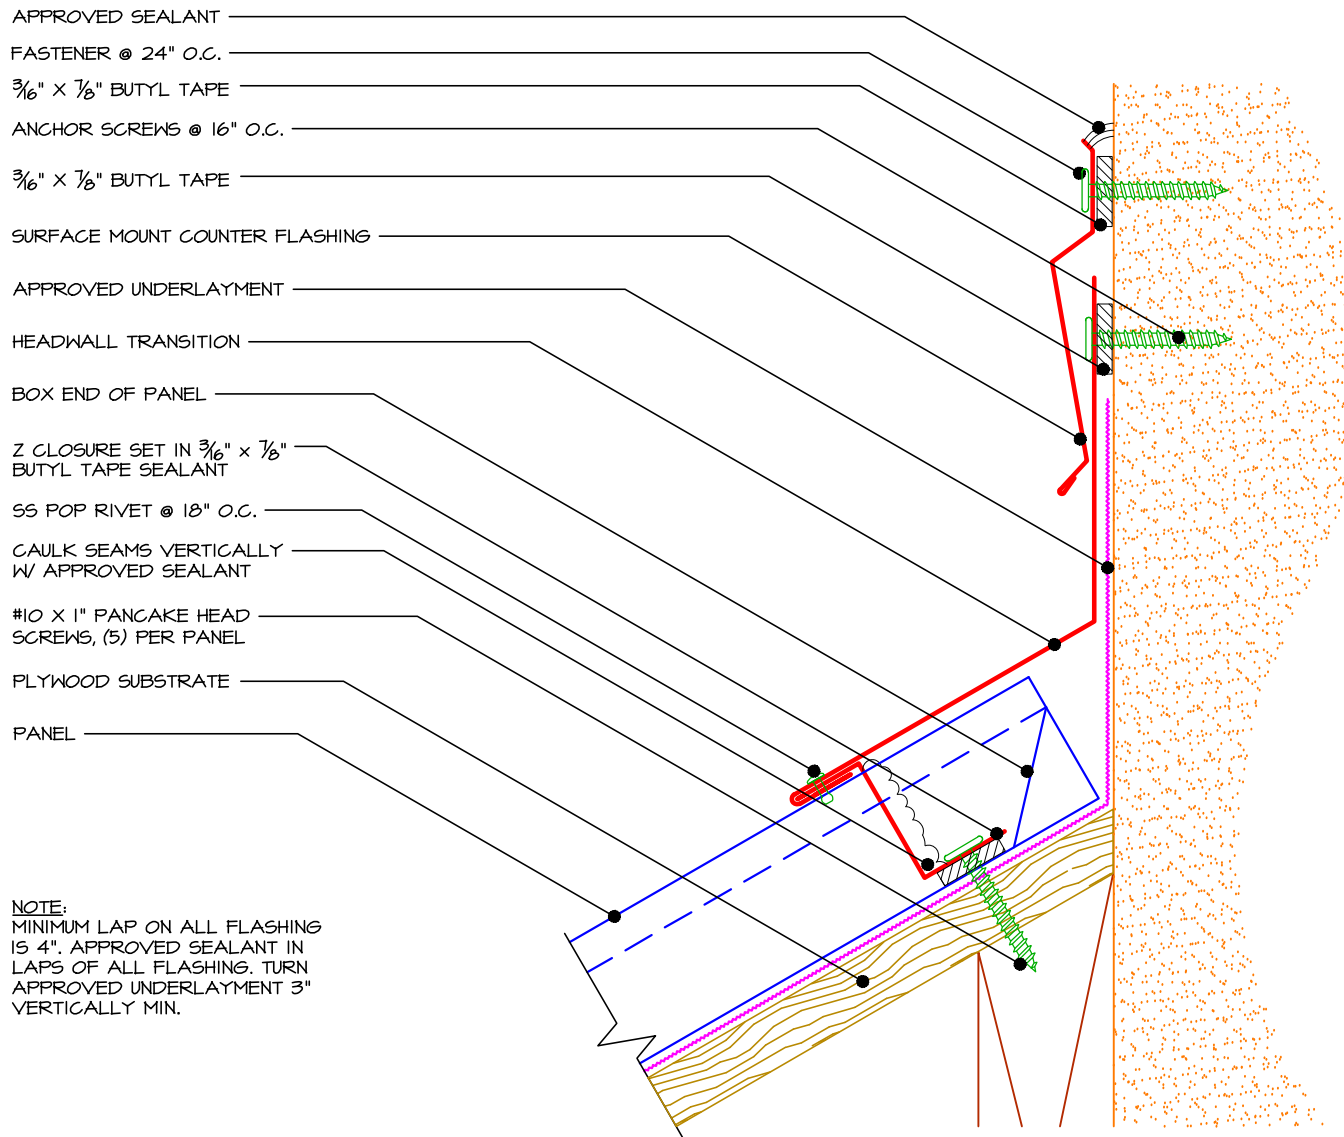 APPROVED SEALANT
FASTENER @ 24" O.C.
3/16" X 7/8" BUTYL TAPE
ANCHOR SCREWS @ 16" O.C.
3/16" X 7/8" BUTYL TAPE
SURFACE MOUNT COUNTER FLASHING
APPROVED UNDERLAYMENT
HEADWALL TRANSITION
BOX END OF PANEL
Z CLOSURE SET IN 3/16" x 7/8"
BUTYL TAPE SEALANT
SS POP RIVET @ 18" O.C.
CAULK SEAMS VERTICALLY
W/ APPROVED SEALANT
#10 X 1" PANCAKE HEAD
SCREWS, (5) PER PANEL
PLYWOOD SUBSTRATE
PANEL
NOTE:
MINIMUM LAP ON ALL FLASHING
IS 4". APPROVED SEALANT IN
LAPS OF ALL FLASHING. TURN
APPROVED UNDERLAYMENT 3"
VERTICALLY MIN.